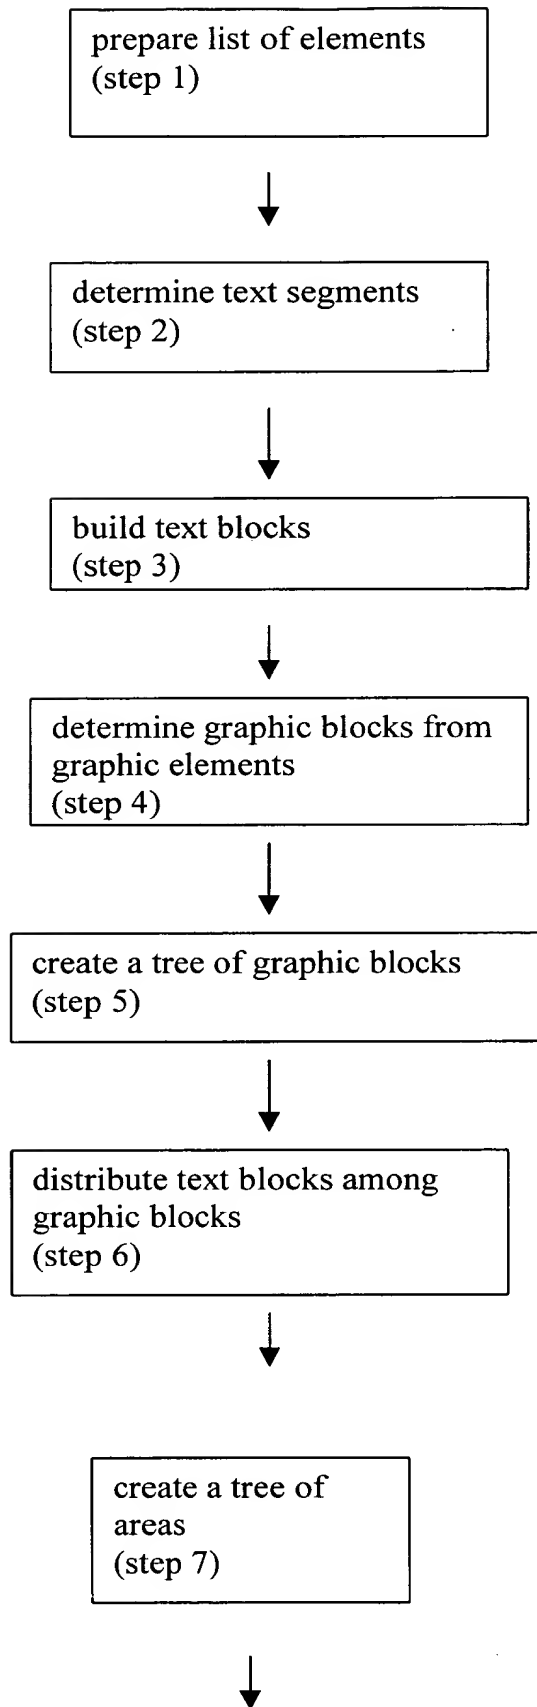 prepare list of elements
(step 1)
determine text segments
(step 2)
build text blocks
(step 3)
determine graphic blocks from
graphic elements
(step 4)
create a tree of graphic blocks
(step 5)
distribute text blocks among
graphic blocks
(step 6)
create a tree of
areas
(step 7)